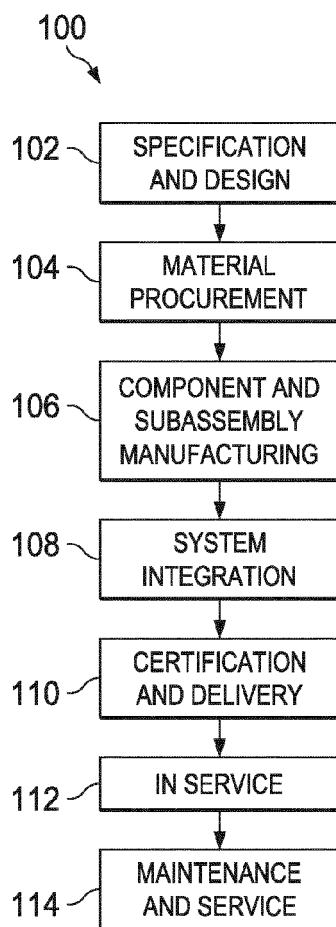 100
102
SPECIFICATION
AND DESIGN
104
MATERIAL
PROCUREMENT
106
COMPONENT AND
SUBASSEMBLY
MANUFACTURING
108
SYSTEM
INTEGRATION
110
CERTIFICATION
AND DELIVERY
112
IN SERVICE
114
MAINTENANCE
AND SERVICE